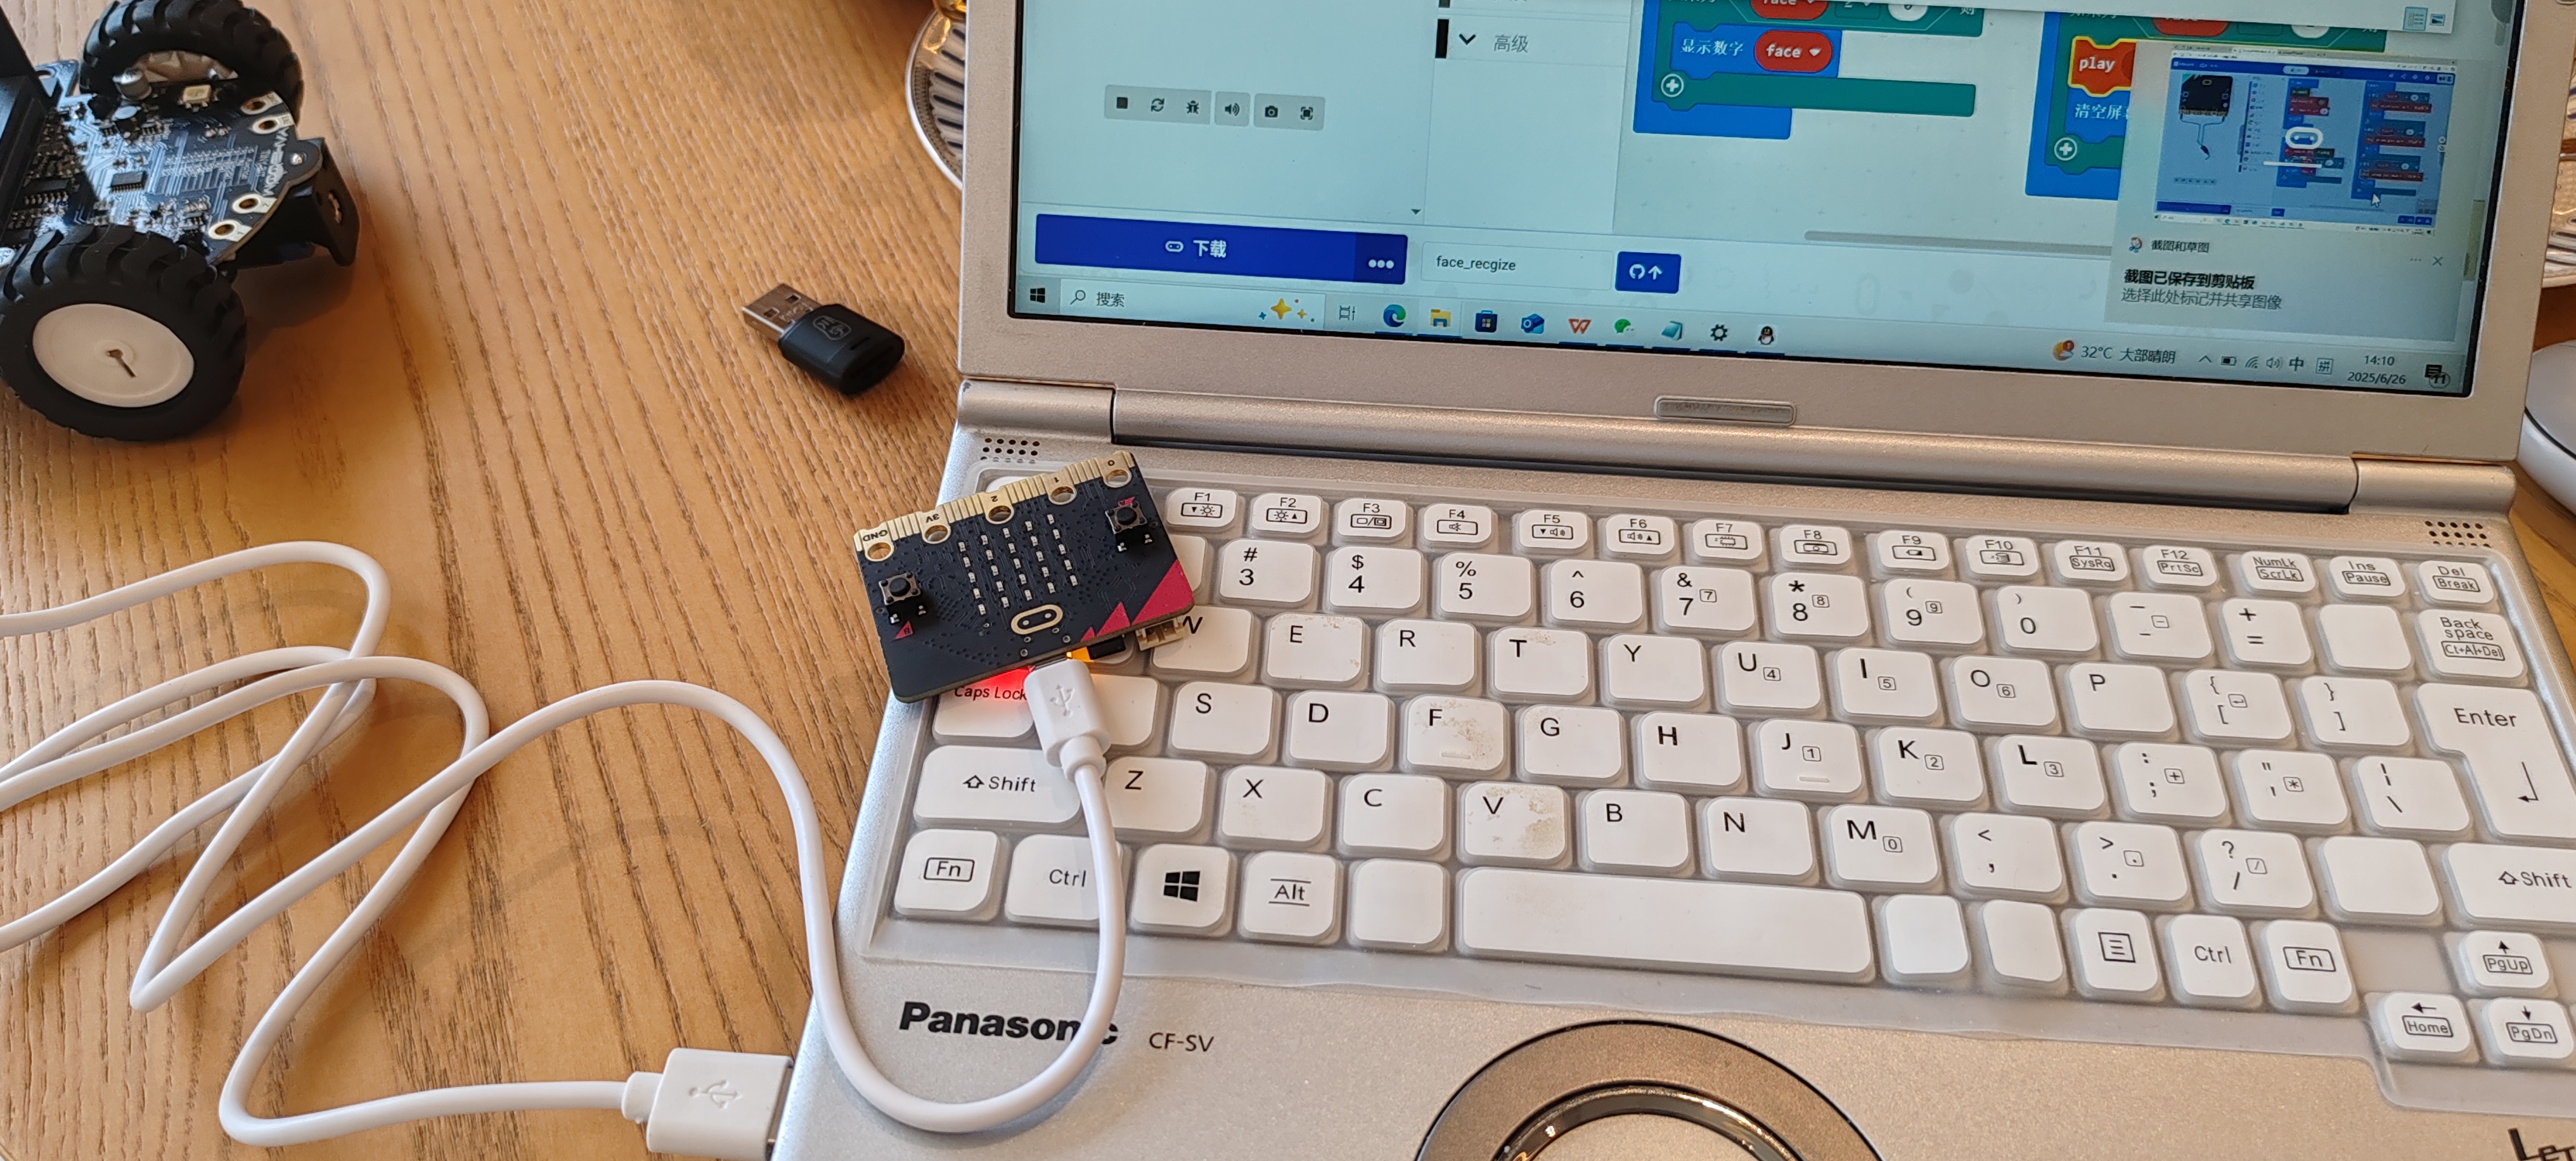 高级
face
显示数字 face
play
清空屏
下载
face_recgize
截图和草图
截图已保存到剪贴板
选择此处标记并共享图像
搜索
32°C 大部晴朗
中
拼
14:10
2025/6/26
11
GND
3V
2
1
0
F1
F2
F3
F4
F5
F6
F7
F8
F9
F10
F11
SysRq
F12
PrtSc
NumLk
ScrLk
Ins
Pause
Del
Break
# 3
$ 4
% 5
^ 6
& 7 7
* 8 8
( 9 9
) 0
+ =
Back space
Ct+Al+Del
W
E
R
T
Y
U 4
I 5
O 6
P
{ [
} ]
Enter
Caps Lock
S
D
F
G
H
J 1
K 2
L 3
: ; +
" ' *
¦ \
Shift
Z
X
C
V
B
N
M 0
< ,
> . .
? / /
Shift
Fn
Ctrl
Alt
Ctrl
Fn
PgUp
Home
PgDn
Panasonic CF-SV